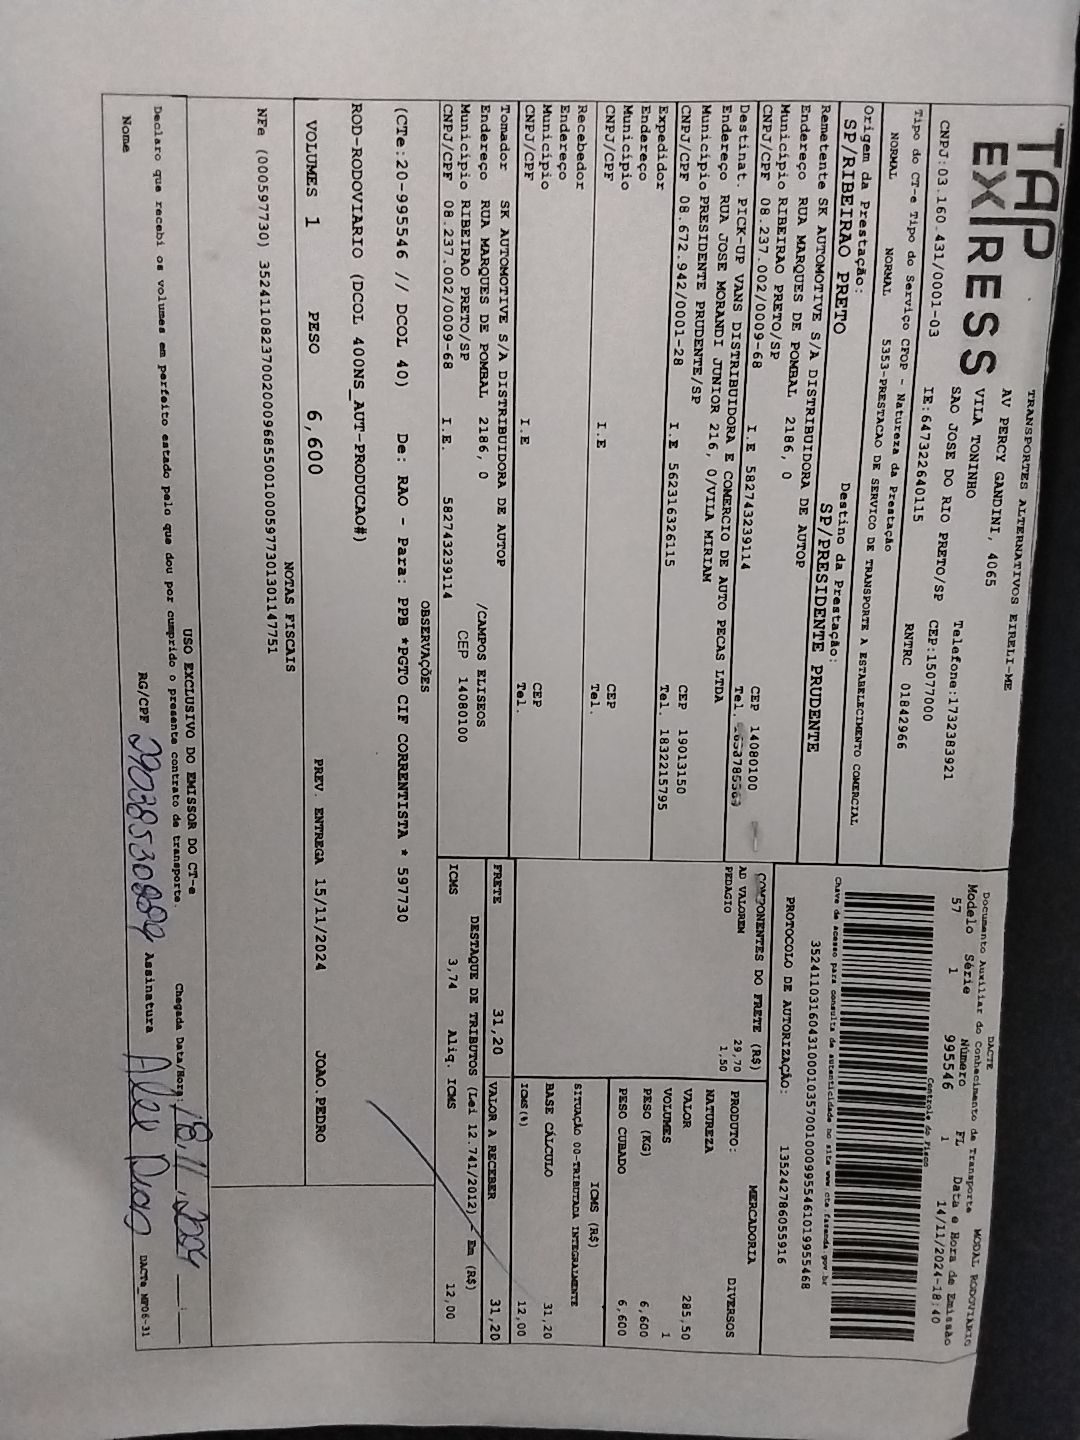 TAP
EXPRESS
TRANSPORTES ALTERNATIVOS EIRELI-ME
AV PERCY GANDINI, 4065
VILA TONINHO
SAO JOSE DO RIO PRETO/SP
Telefone:1732383921
CEP:15077000
CNPJ:03.160.431/0001-03
IE:647322640115
RNTRC 01842966
DACTE
Documento Auxiliar do Conhecimento de Transporte MODAL RODOVIÁRIO
Modelo Série Número FL Data e Hora de Emissão
57 1 995546 1 14/11/2024-18:40
Controle do Fisco
Tipo do CT-e Tipo do Serviço CFOP - Natureza da Prestação
NORMAL NORMAL 5353-PRESTACAO DE SERVICO DE TRANSPORTE A ESTABELECIMENTO COMERCIAL
Chave de acesso para consulta de autenticidade no site www.cte.fazenda.gov.br
35241103160431000103570010009955461019955468
PROTOCOLO DE AUTORIZAÇÃO: 135242786055916
Origem da Prestação: Destino da Prestação:
SP/RIBEIRAO PRETO SP/PRESIDENTE PRUDENTE
Remetente SK AUTOMOTIVE S/A DISTRIBUIDORA DE AUTOP
Endereço RUA MARQUES DE POMBAL 2186, 0
Município RIBEIRAO PRETO/SP CEP 14080100
CNPJ/CPF 08.237.002/0009-68 I.E 582743239114 Tel.
Destinat. PICK-UP VANS DISTRIBUIDORA E COMERCIO DE AUTO PECAS LTDA
Endereço RUA JOSE MORANDI JUNIOR 216, 0/VILA MIRIAM
Município PRESIDENTE PRUDENTE/SP CEP 19013150
CNPJ/CPF 08.672.942/0001-28 I.E 562316326115 Tel. 1832215795
Expedidor
Endereço
Município CEP
CNPJ/CPF I.E Tel.
Recebedor
Endereço
Município CEP
CNPJ/CPF I.E Tel.
Tomador SK AUTOMOTIVE S/A DISTRIBUIDORA DE AUTOP
Endereço RUA MARQUES DE POMBAL 2186, 0 /CAMPOS ELISEOS
Município RIBEIRAO PRETO/SP CEP 14080100
CNPJ/CPF 08.237.002/0009-68 I.E. 582743239114
COMPONENTES DO FRETE (R$)
AD VALOREM 29,70
PEDAGIO 1,50
PRODUTO: MERCADORIA DIVERSOS
NATUREZA
VALOR 285,50
VOLUMES 1
PESO (KG) 6,600
PESO CUBADO 6,600
ICMS (R$)
SITUAÇÃO 00-TRIBUTADA INTEGRALMENTE
BASE CÁLCULO 31,20
ICMS(%) 12,00
FRETE 31,20 VALOR A RECEBER 31,20
DESTAQUE DE TRIBUTOS (Lei 12.741/2012) - Em (R$)
ICMS 3,74 Aliq. ICMS 12,00
OBSERVAÇÕES
(CTe:20-995546 // DCOL 40) De: RAO - Para: PPB *PGTO CIF CORRENTISTA * 597730
ROD-RODOVIARIO (DCOL 400NS_AUT-PRODUCAO#)
VOLUMES 1 PESO 6,600 PREV. ENTREGA 15/11/2024 JOAO.PEDRO
NOTAS FISCAIS
NFe (000597730) 35241108237002000968550010005977301301147751
USO EXCLUSIVO DO EMISSOR DO CT-e
Declaro que recebi os volumes em perfeito estado pelo que dou por cumprido o presente contrato de transporte.
Chegada Data/Hora: 18.11.2024
Nome RG/CPF Assinatura Alex Dias
DACTe_MP06-31